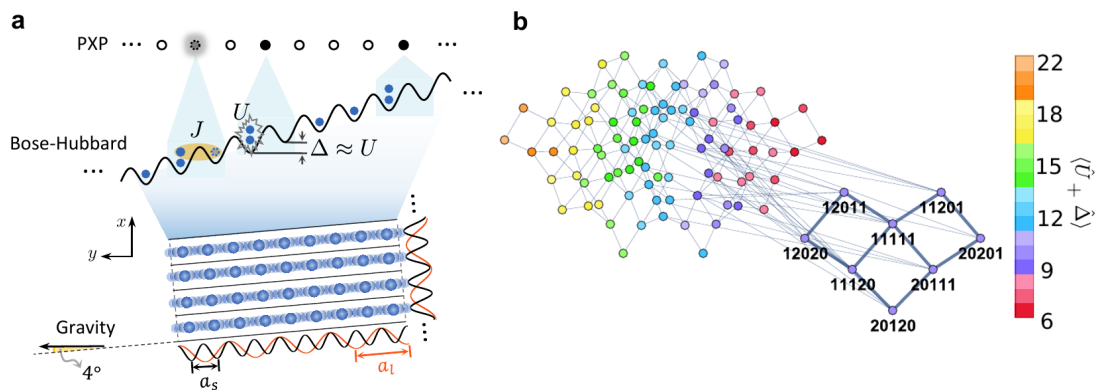 a
PXP ... ...
J
U
Δ ≈ U
Bose-Hubbard
... ...
x
y
...
Gravity
4°
a_s
a_l
...
b
12011
11201
11111
12020
20201
11120
20111
20120
22
18
15
12
9
6
⟨Û + Δ̂⟩